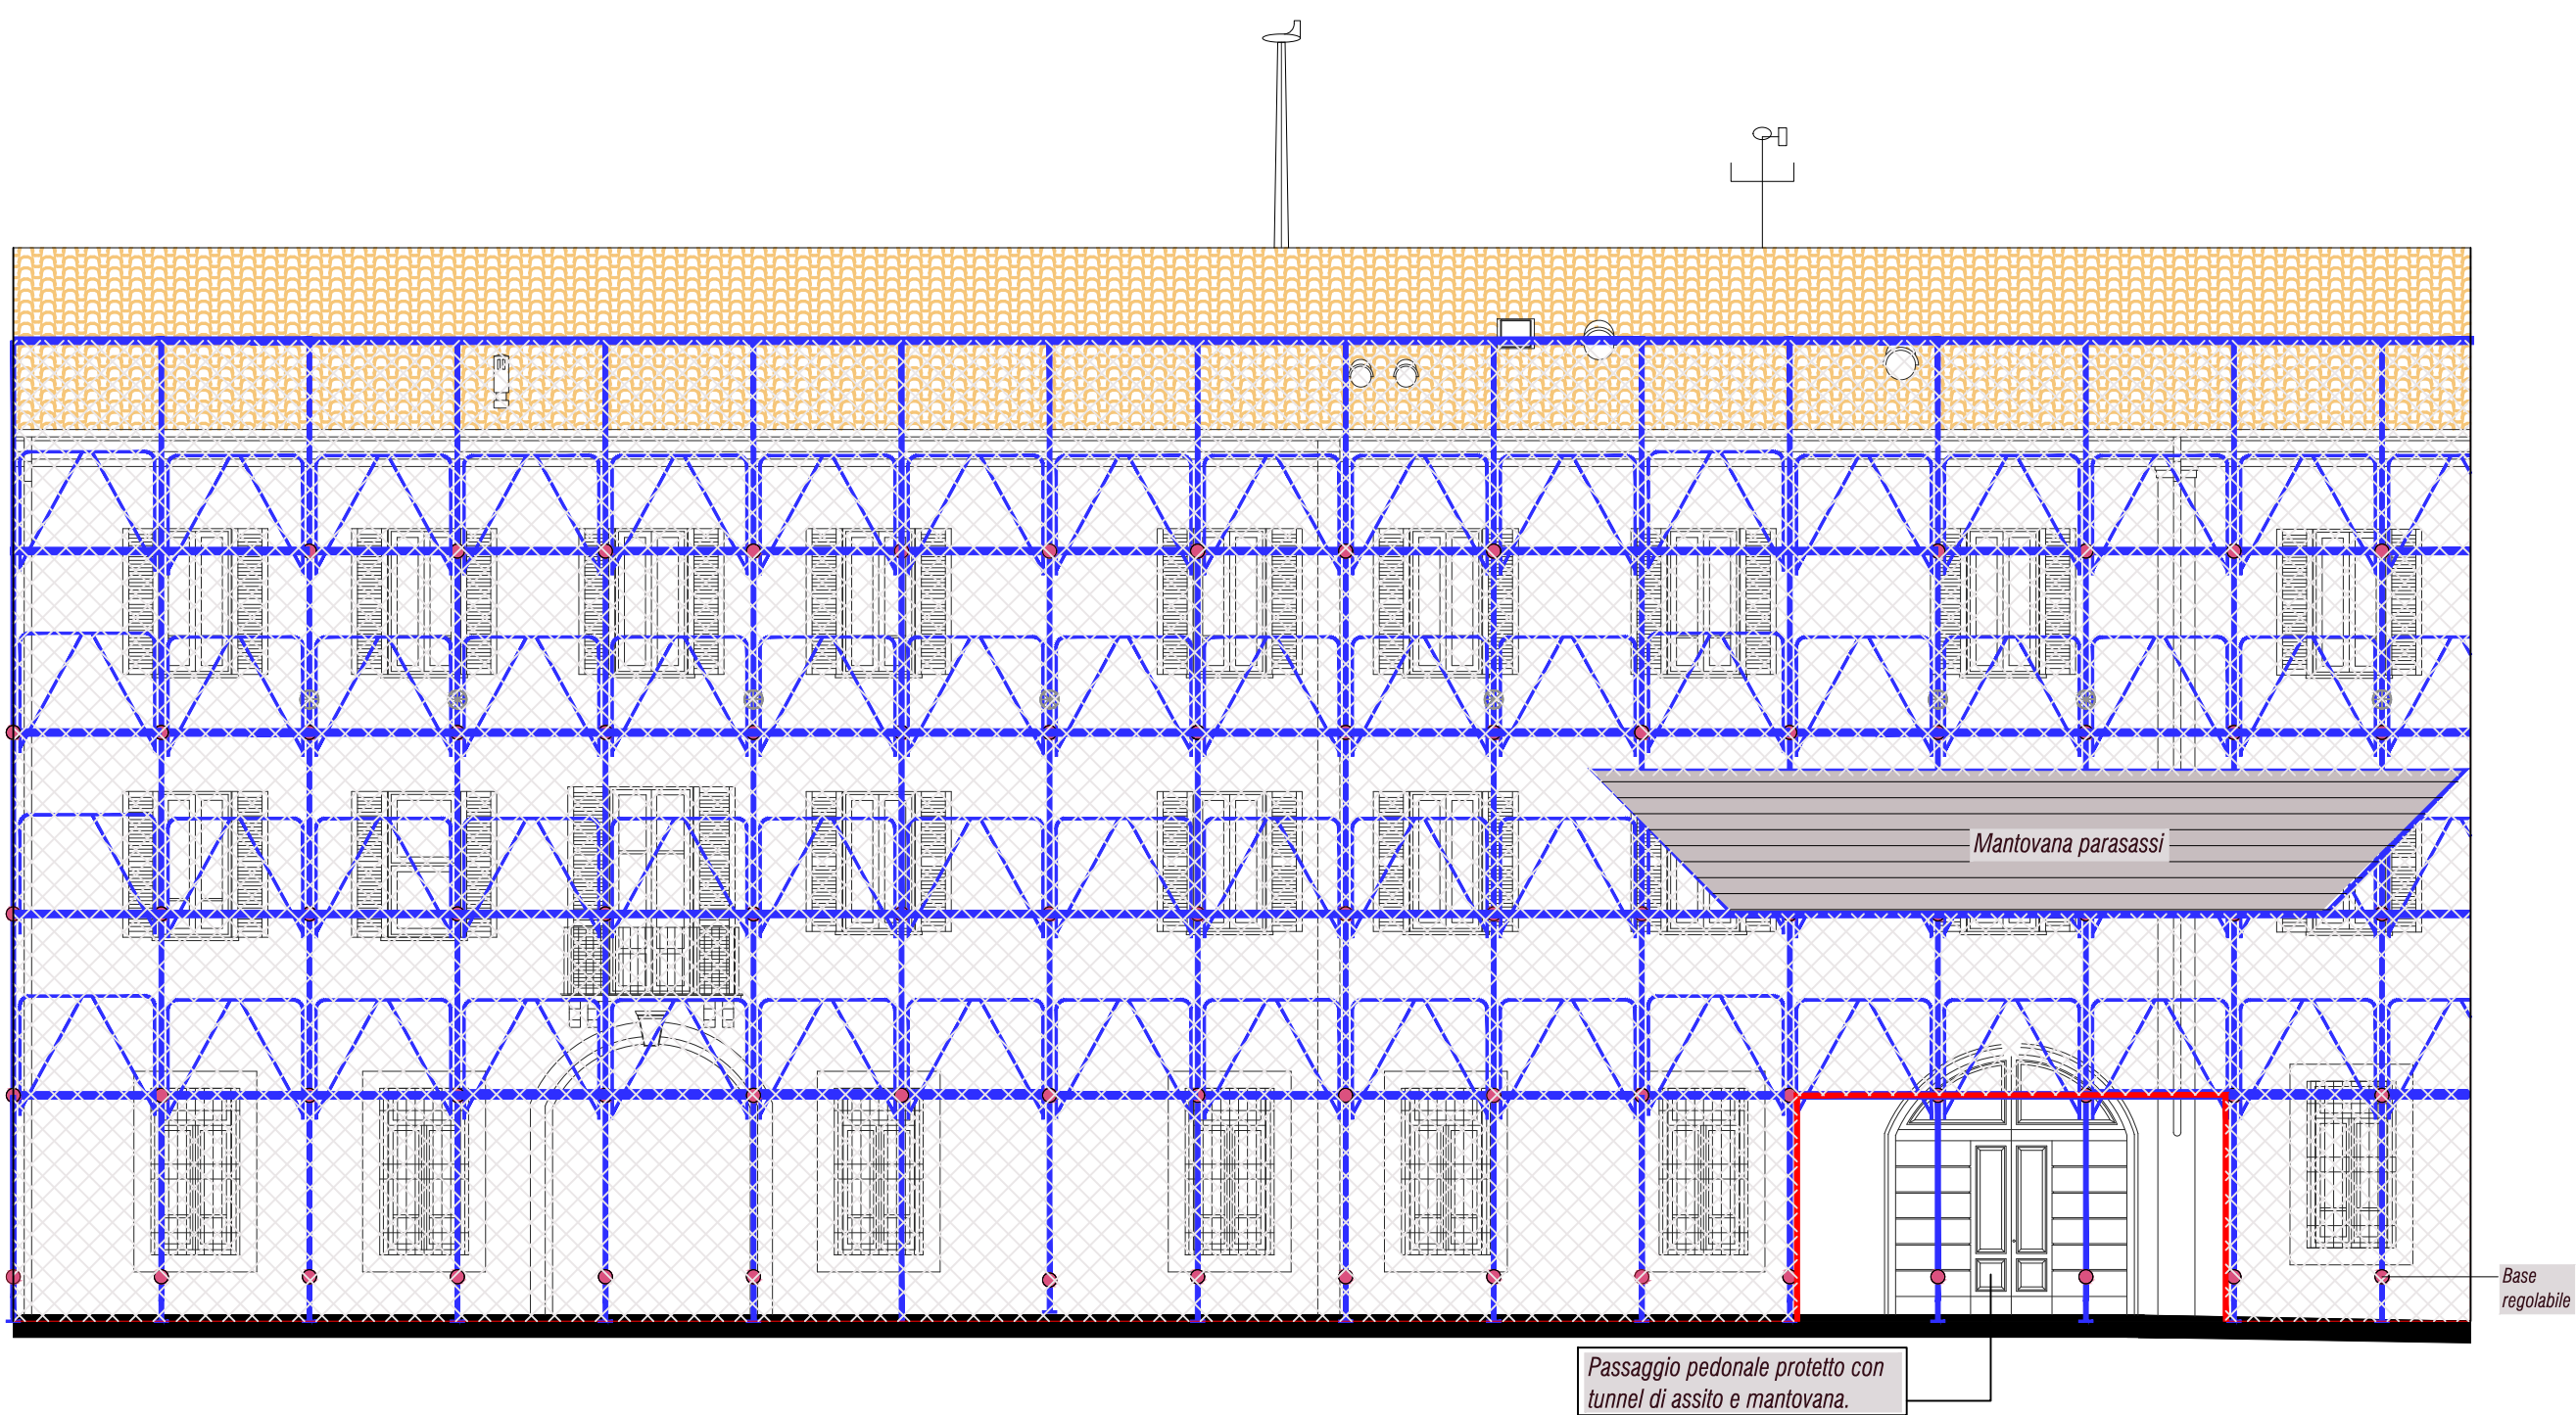 Mantovana parasassi
Base
regolabile
Passaggio pedonale protetto con
tunnel di assito e mantovana.